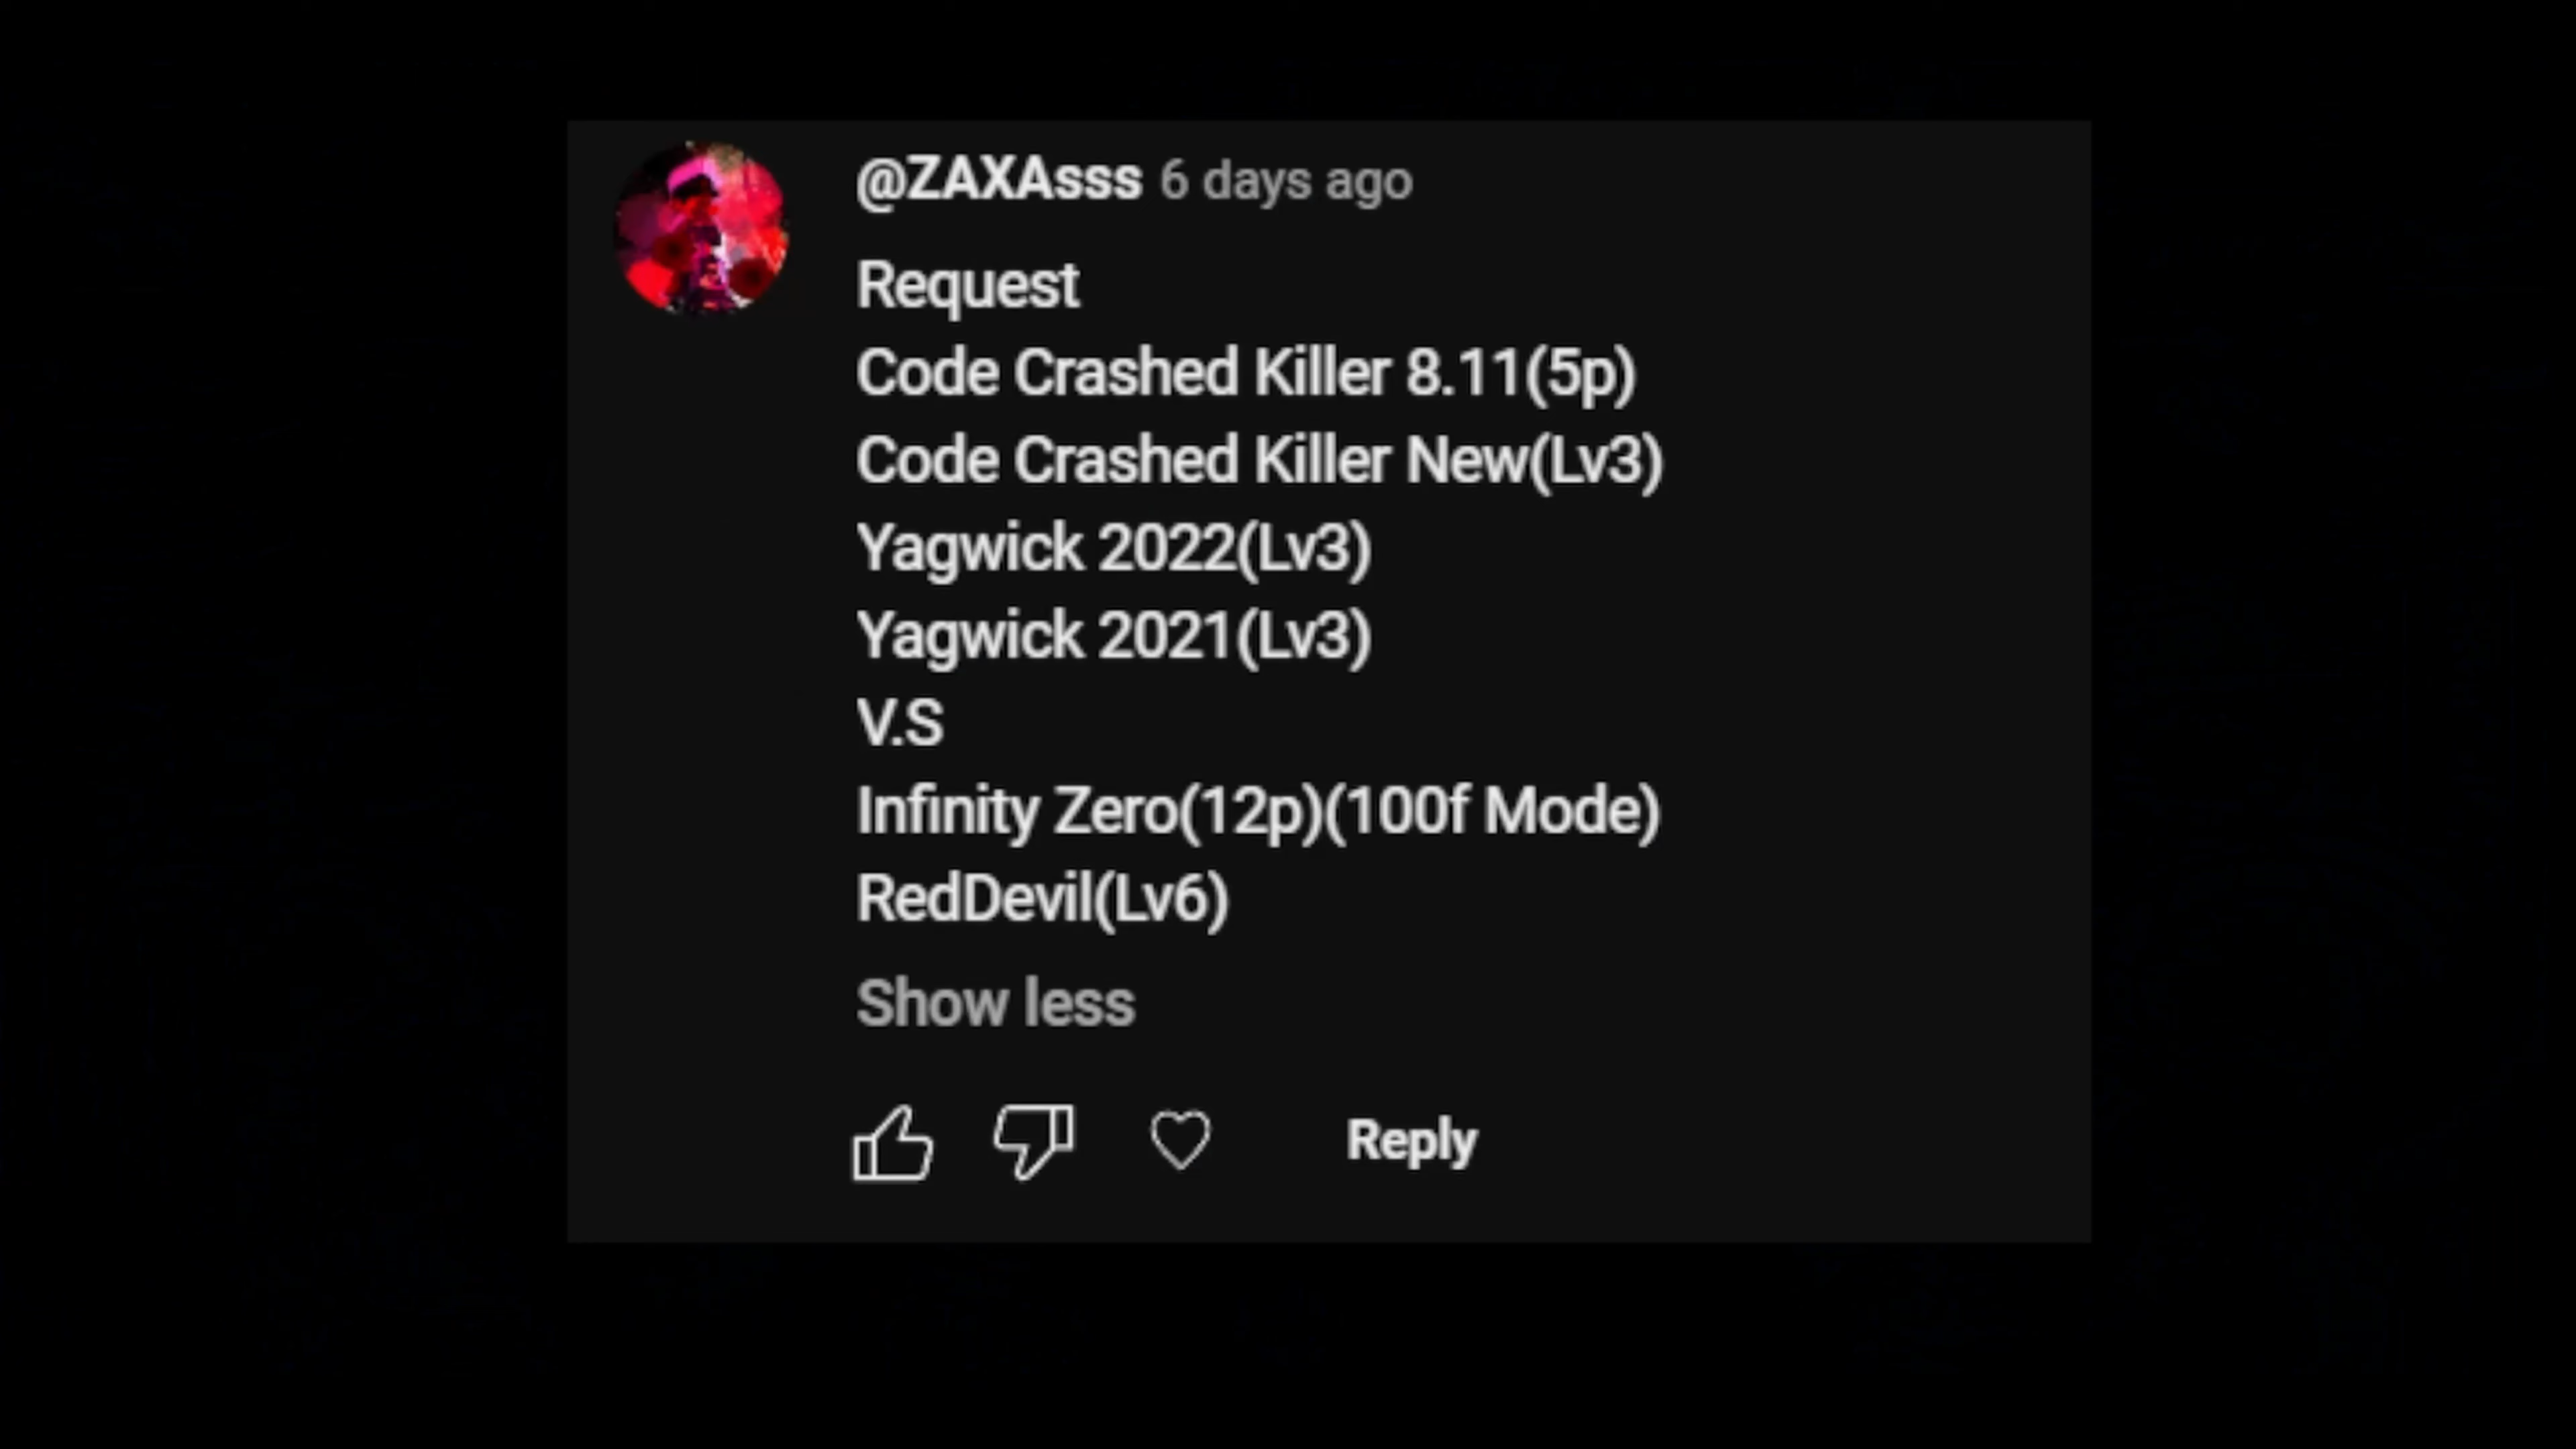 @ZAXAsss 6 days ago
Request
Code Crashed Killer 8.11(5p)
Code Crashed Killer New(Lv3)
Yagwick 2022(Lv3)
Yagwick 2021(Lv3)
V.S
Infinity Zero(12p)(100f Mode)
RedDevil(Lv6)
Show less
Reply